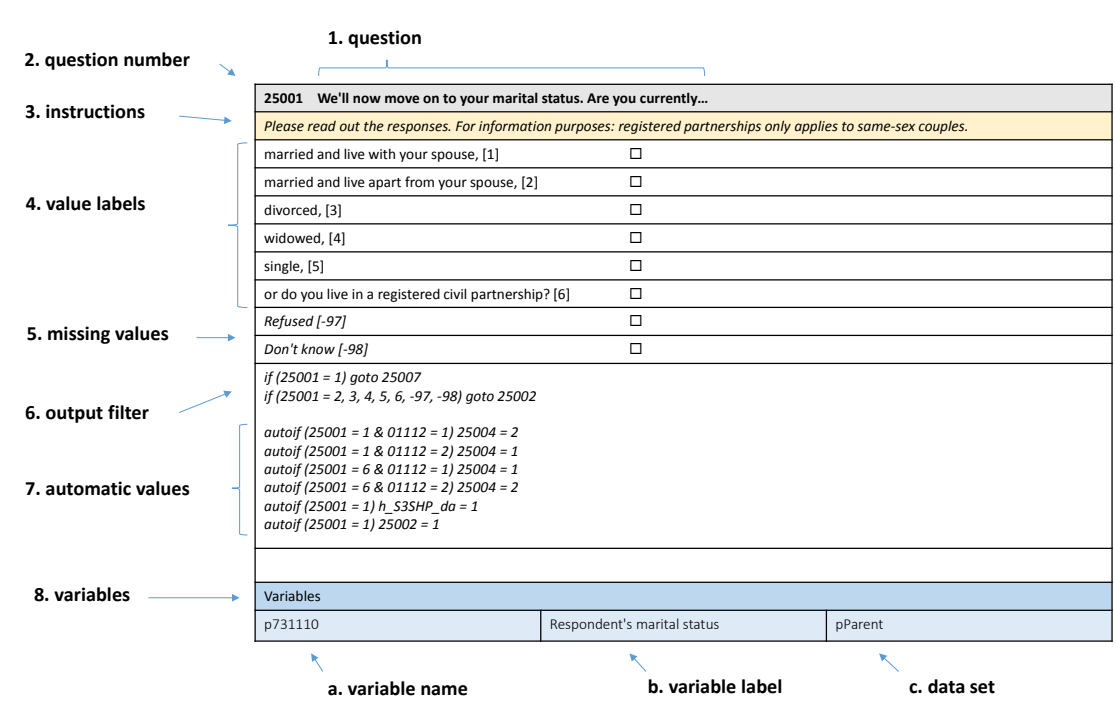 1. question
2. question number
25001 We'll now move on to your marital status. Are you currently…
3. instructions
Please read out the responses. For information purposes: registered partnerships only applies to same-sex couples.
married and live with your spouse, [1]
married and live apart from your spouse, [2]
4. value labels
divorced, [3]
widowed, [4]
single, [5]
or do you live in a registered civil partnership? [6]
5. missing values
Refused [-97]
Don't know [-98]
6. output filter
if (25001 = 1) goto 25007
if (25001 = 2, 3, 4, 5, 6, -97, -98) goto 25002
7. automatic values
autoif (25001 = 1 & 01112 = 1) 25004 = 2
autoif (25001 = 1 & 01112 = 2) 25004 = 1
autoif (25001 = 6 & 01112 = 1) 25004 = 1
autoif (25001 = 6 & 01112 = 2) 25004 = 2
autoif (25001 = 1) h_S3SHP_da = 1
autoif (25001 = 1) 25002 = 1
8. variables
Variables
p731110 Respondent's marital status pParent
a. variable name b. variable label c. data set